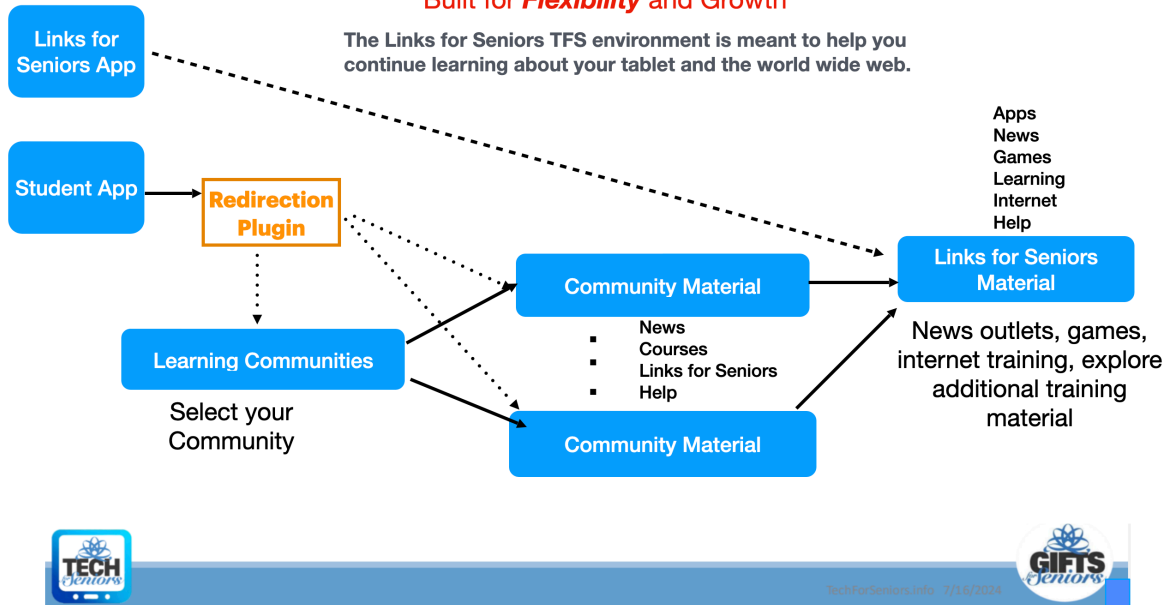 Built for Flexibility and Growth
Links for
Seniors App
The Links for Seniors TFS environment is meant to help you
continue learning about your tablet and the world wide web.
Apps
News
Games
Learning
Internet
Help
Student App
Redirection
Plugin
Links for Seniors
Material
Community Material
News
Courses
Links for Seniors
Help
Learning Communities
Select your
Community
News outlets, games,
internet training, explore
additional training
material
Community Material
TECH
for Seniors
GIFTS
for Seniors
TechForSeniors.info 7/16/2024